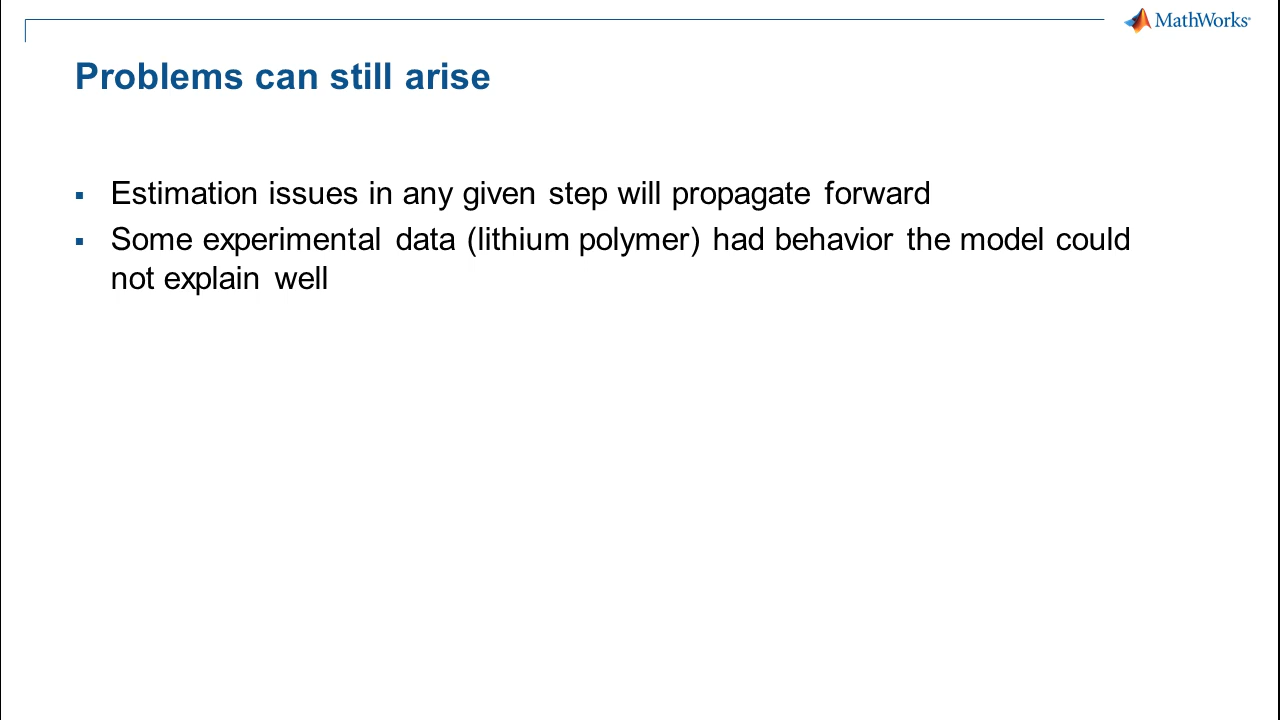 MathWorks®
Problems can still arise
Estimation issues in any given step will propagate forward
Some experimental data (lithium polymer) had behavior the model could
not explain well